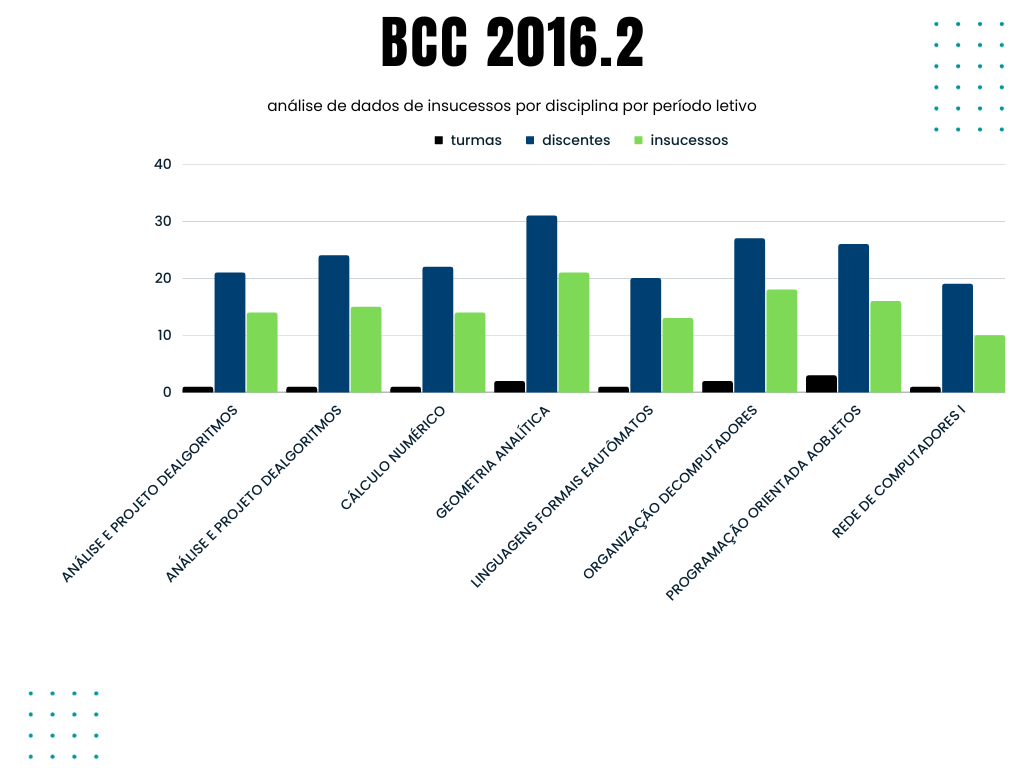 BCC 2016.2
análise de dados de insucessos por disciplina por período letivo
turmas discentes insucessos
40
30
20
10
0
ANÁLISE E PROJETO DEALGORITMOS
ANÁLISE E PROJETO DEALGORITMOS
CÁLCULO NUMÉRICO
GEOMETRIA ANALÍTICA
LINGUAGENS FORMAIS EAUTÔMATOS
ORGANIZAÇÃO DECOMPUTADORES
PROGRAMAÇÃO ORIENTADA AOBJETOS
REDE DE COMPUTADORES I